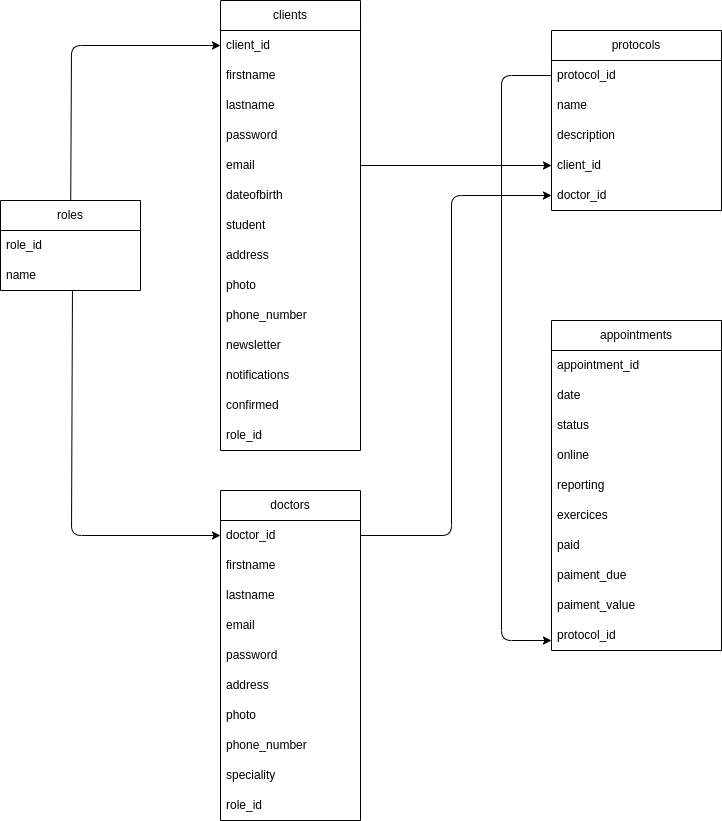 roles
role_id
name
clients
client_id
firstname
lastname
password
email
dateofbirth
student
address
photo
phone_number
newsletter
notifications
confirmed
role_id
doctors
doctor_id
firstname
lastname
email
password
address
photo
phone_number
speciality
role_id
protocols
protocol_id
name
description
client_id
doctor_id
appointments
appointment_id
date
status
online
reporting
exercices
paid
paiment_due
paiment_value
protocol_id